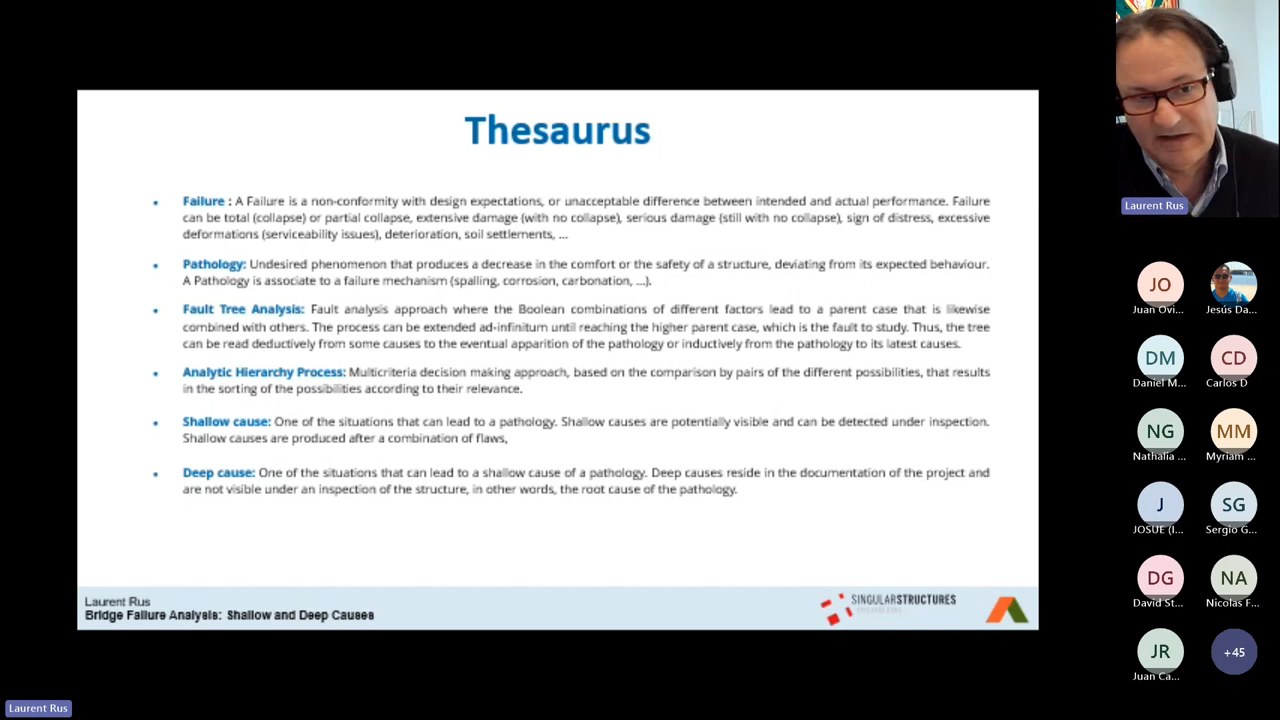 Thesaurus
• Failure : A Failure is a non-conformity with design expectations, or unacceptable difference between intended and actual performance. Failure
can be total (collapse) or partial collapse, extensive damage (with no collapse), serious damage (still with no collapse), sign of distress, excessive
deformations (serviceability issues), deterioration, soil settlements, ...
• Pathology: Undesired phenomenon that produces a decrease in the comfort or the safety of a structure, deviating from its expected behaviour.
A Pathology is associate to a failure mechanism (spalling, corrosion, carbonation, ...).
• Fault Tree Analysis: Fault analysis approach where the Boolean combinations of different factors lead to a parent case that is likewise
combined with others. The process can be extended ad-infinitum until reaching the higher parent case, which is the fault to study. Thus, the tree
can be read deductively from some causes to the eventual apparition of the pathology or inductively from the pathology to its latest causes.
• Analytic Hierarchy Process: Multicriteria decision making approach, based on the comparison by pairs of the different possibilities, that results
in the sorting of the possibilities according to their relevance.
• Shallow cause: One of the situations that can lead to a pathology. Shallow causes are potentially visible and can be detected under inspection.
Shallow causes are produced after a combination of flaws,
• Deep cause: One of the situations that can lead to a shallow cause of a pathology. Deep causes reside in the documentation of the project and
are not visible under an inspection of the structure, in other words, the root cause of the pathology.
Laurent Rus
Bridge Failure Analysis: Shallow and Deep Causes
SINGULARSTRUCTURES
Laurent Rus
Laurent Rus
JO
Juan Ovi...
Jesús Da...
DM
Daniel M...
CD
Carlos D
NG
Nathalia ...
MM
Myriam ...
J
JOSUE (I...
SG
Sergio G...
DG
David St...
NA
Nicolas F...
JR
Juan Ca...
+45